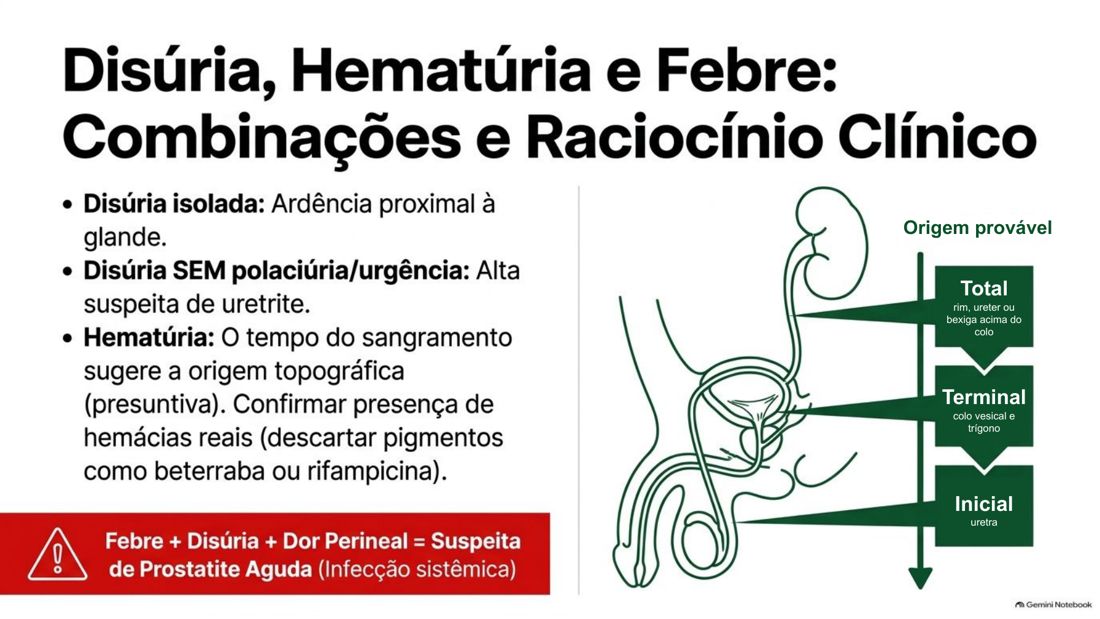 Disúria, Hematúria e Febre:
Combinações e Raciocínio Clínico
• Disúria isolada: Ardência proximal à
glande.
• Disúria SEM polaciúria/urgência: Alta
suspeita de uretrite.
• Hematúria: O tempo do sangramento
sugere a origem topográfica
(presuntiva). Confirmar presença de
hemácias reais (descartar pigmentos
como beterraba ou rifampicina).
Febre + Disúria + Dor Perineal = Suspeita
de Prostatite Aguda (Infecção sistêmica)
Origem provável
Total
rim, ureter ou
bexiga acima do
colo
Terminal
colo vesical e
trígono
Inicial
uretra
Gemini Notebook